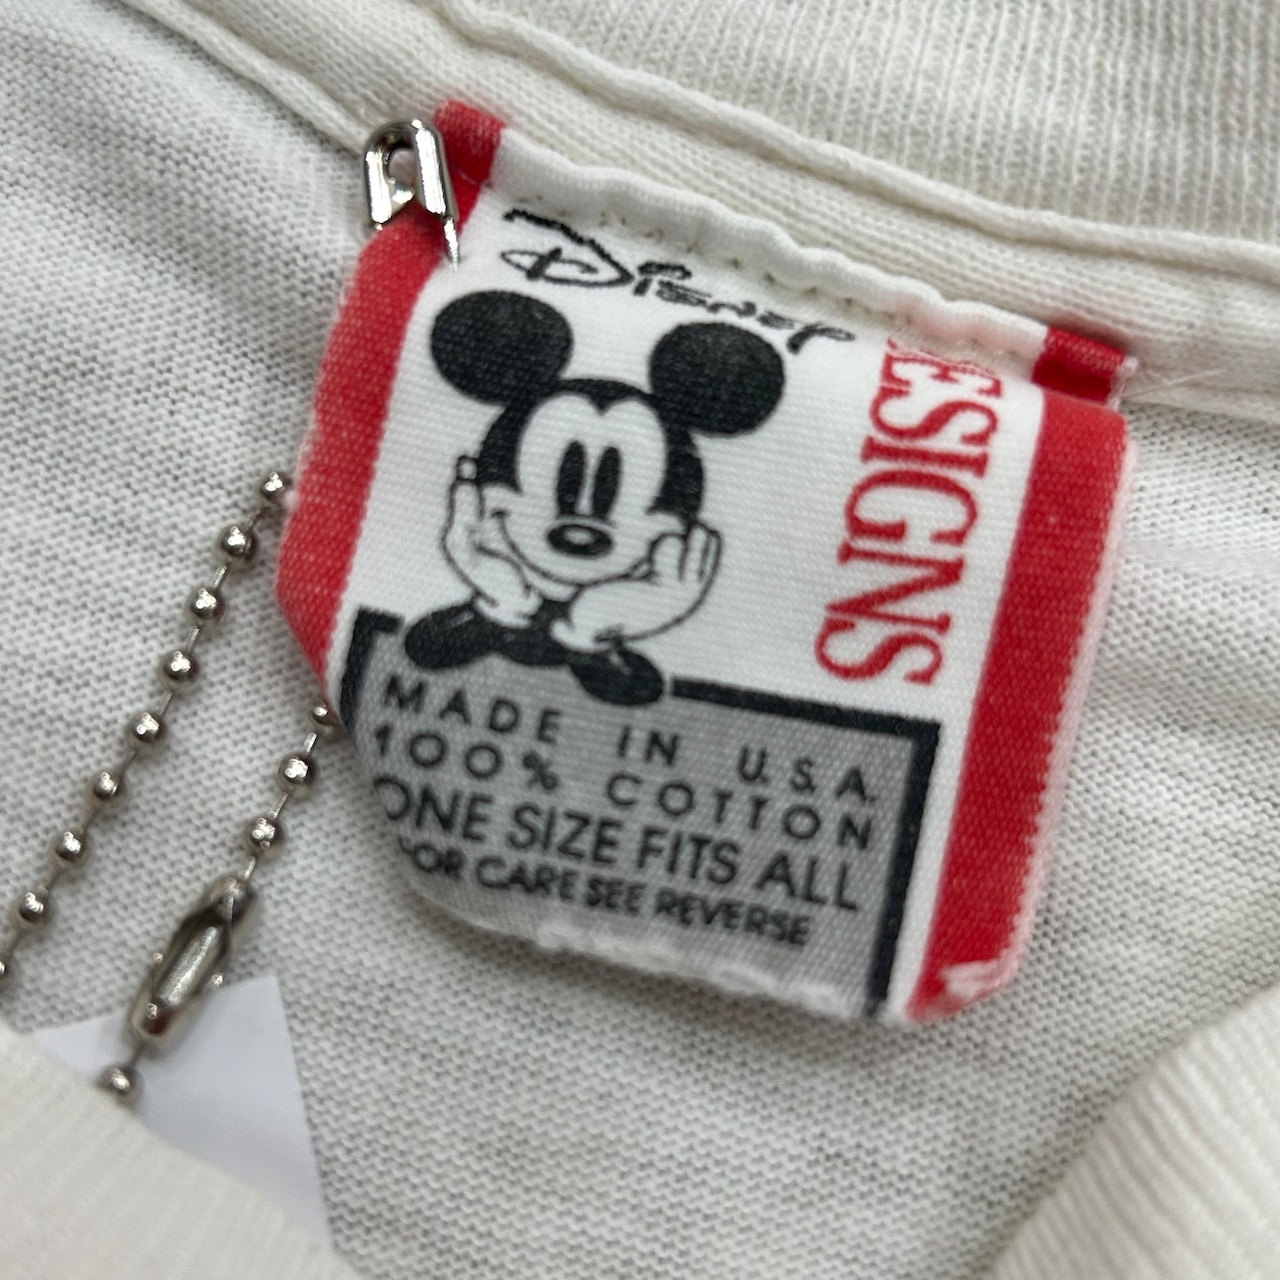 Disney
DESIGNS
MADE IN U.S.A.
100% COTTON
ONE SIZE FITS ALL
FOR CARE SEE REVERSE